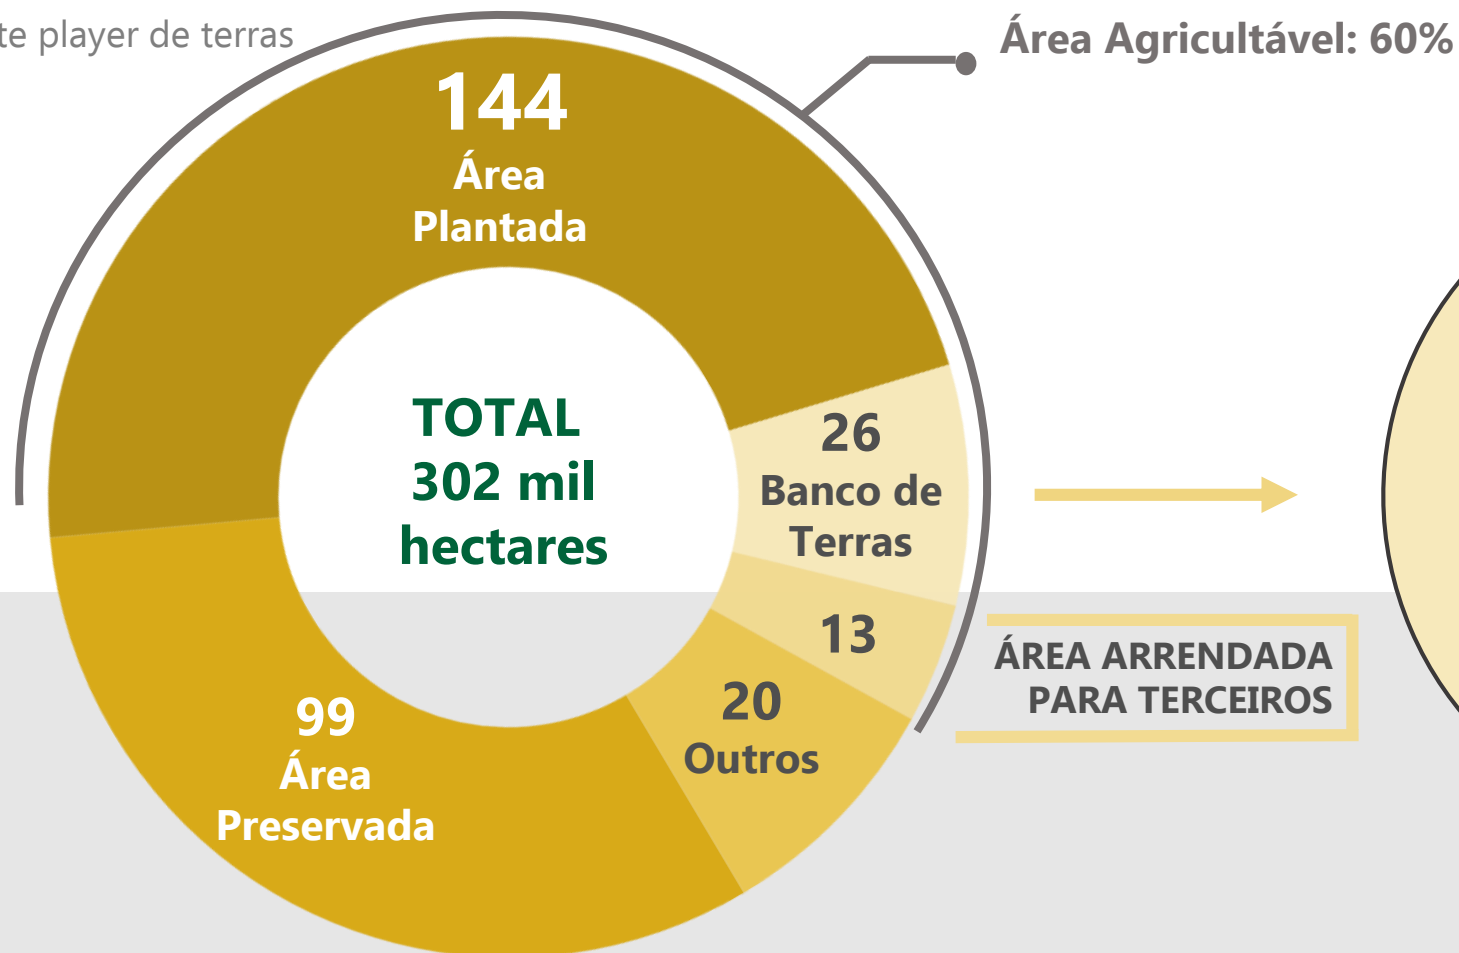 player de terras
Área Agricultável: 60%
144
Área
Plantada
TOTAL
302 mil
hectares
26
Banco de
Terras
13
ÁREA ARRENDADA
PARA TERCEIROS
20
Outros
99
Área
Preservada